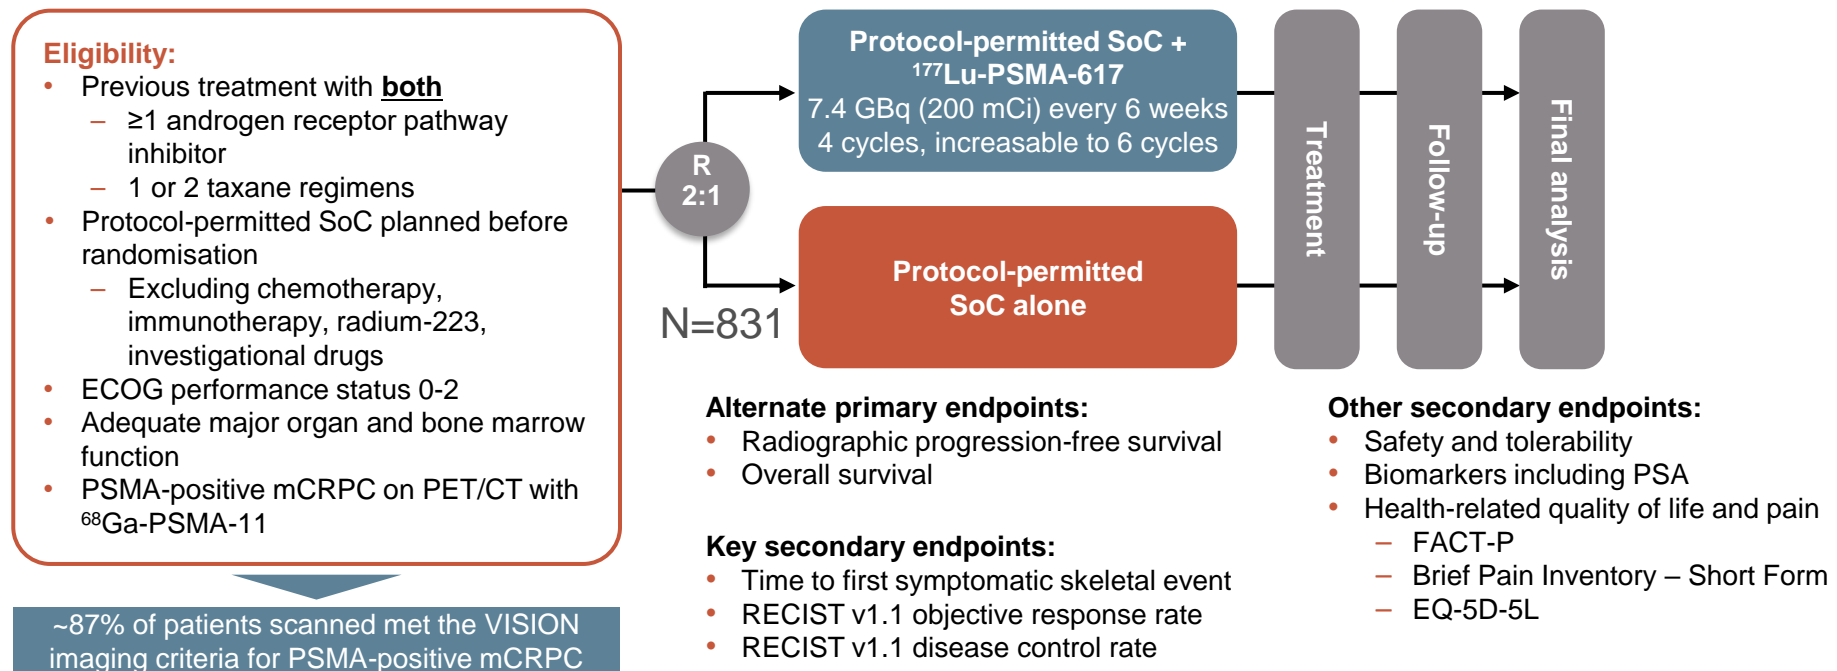 Eligibility:
• Previous treatment with both
– ≥1 androgen receptor pathway
inhibitor
– 1 or 2 taxane regimens
• Protocol-permitted SoC planned before
randomisation
– Excluding chemotherapy,
immunotherapy, radium-223,
investigational drugs
• ECOG performance status 0-2
• Adequate major organ and bone marrow
function
• PSMA-positive mCRPC on PET/CT with
⁶⁸Ga-PSMA-11
~87% of patients scanned met the VISION
imaging criteria for PSMA-positive mCRPC
R
2:1
N=831
Protocol-permitted SoC +
¹⁷⁷Lu-PSMA-617
7.4 GBq (200 mCi) every 6 weeks
4 cycles, increasable to 6 cycles
Protocol-permitted
SoC alone
Treatment
Follow-up
Final analysis
Alternate primary endpoints:
• Radiographic progression-free survival
• Overall survival
Key secondary endpoints:
• Time to first symptomatic skeletal event
• RECIST v1.1 objective response rate
• RECIST v1.1 disease control rate
Other secondary endpoints:
• Safety and tolerability
• Biomarkers including PSA
• Health-related quality of life and pain
– FACT-P
– Brief Pain Inventory – Short Form
– EQ-5D-5L